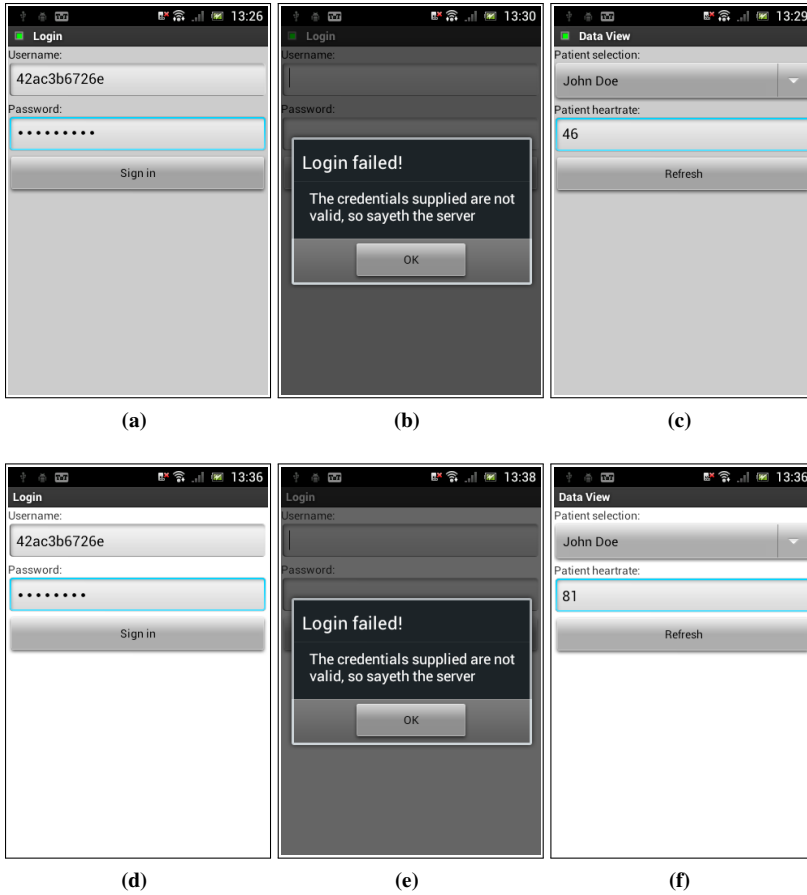 13:26
Login
Username:
42ac3b6726e
Password:
•••••••••
Sign in
(a)
13:30
Login
Username:
Login failed!
The credentials supplied are not
valid, so sayeth the server
OK
(b)
13:29
Data View
Patient selection:
John Doe
Patient heartrate:
46
Refresh
(c)
13:36
Login
Username:
42ac3b6726e
Password:
••••••••
Sign in
(d)
13:38
Login
Username:
Password:
Login failed!
The credentials supplied are not
valid, so sayeth the server
OK
(e)
13:36
Data View
Patient selection:
John Doe
Patient heartrate:
81
Refresh
(f)